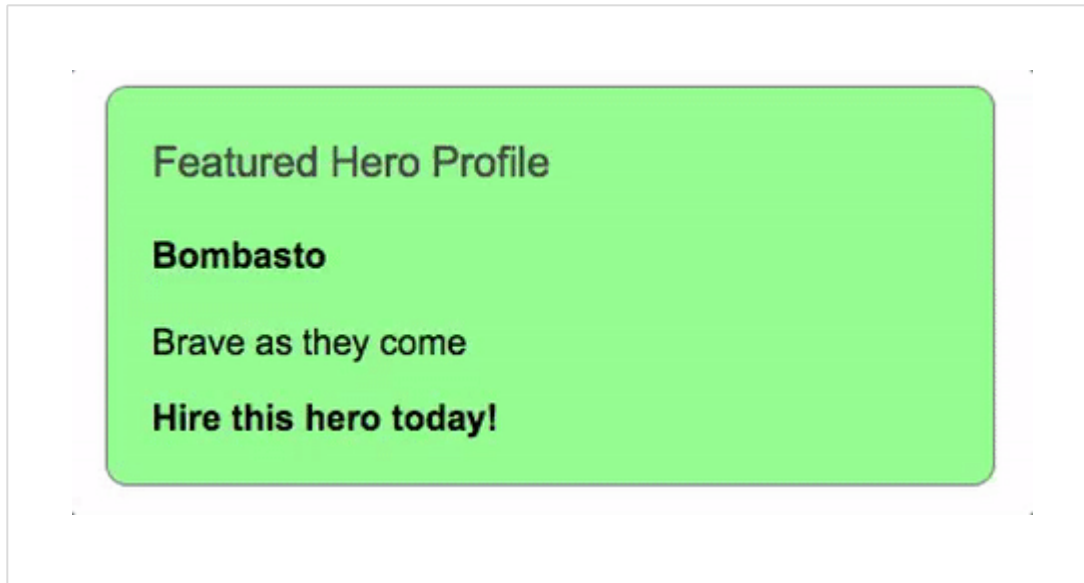 Featured Hero Profile
Bombasto
Brave as they come
Hire this hero today!